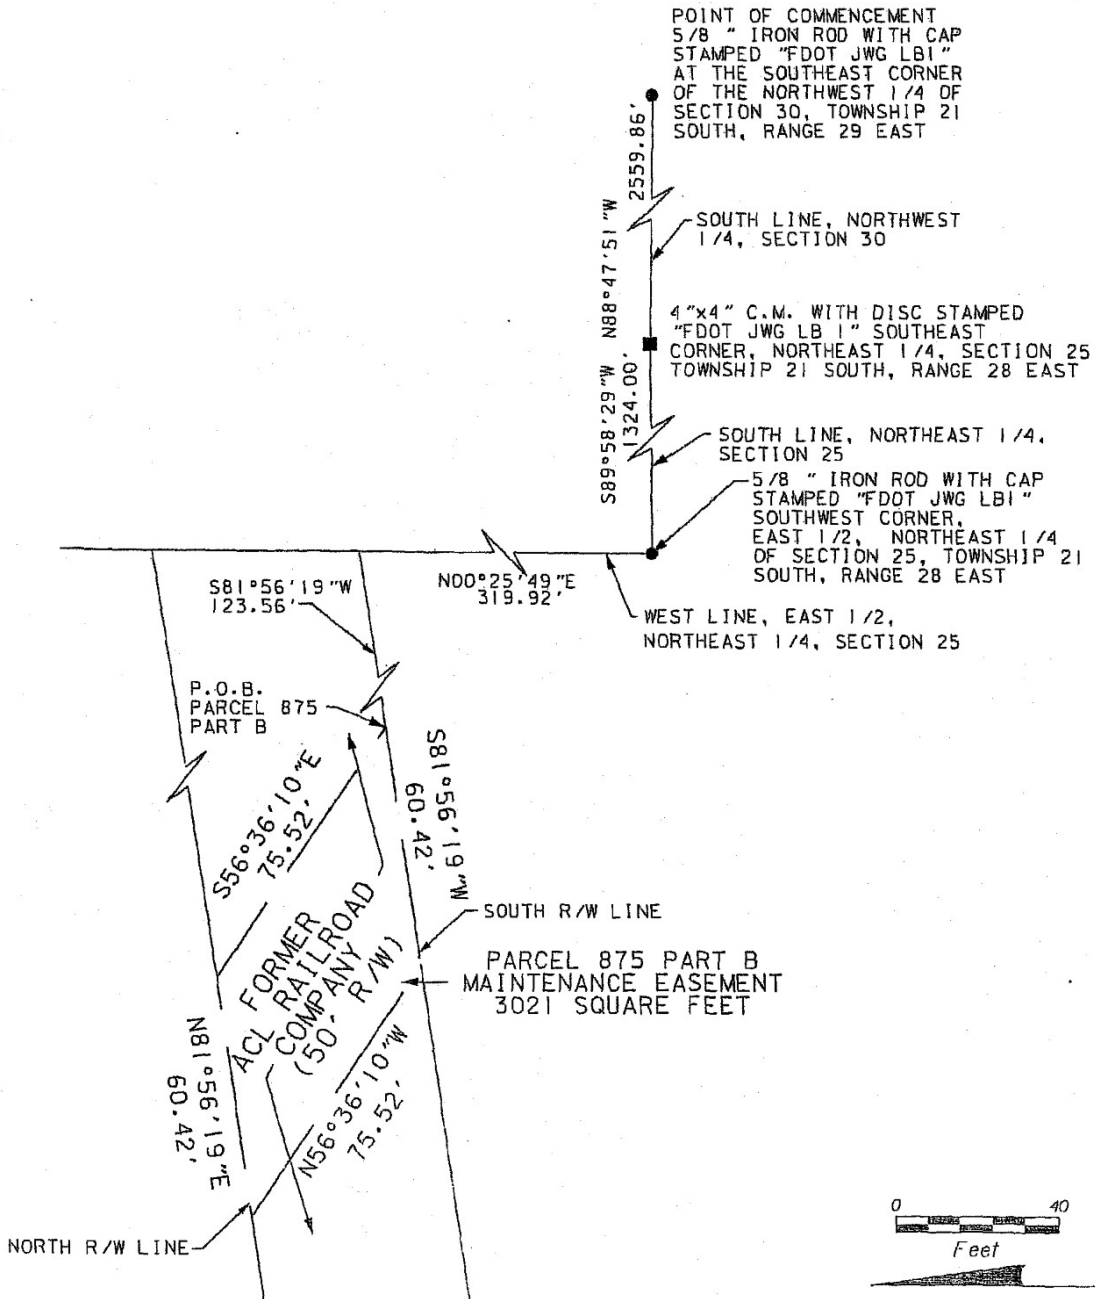 POINT OF COMMENCEMENT
5/8 " IRON ROD WITH CAP
STAMPED "FDOT JWG LB1"
AT THE SOUTHEAST CORNER
OF THE NORTHWEST 1/4 OF
SECTION 30, TOWNSHIP 21
SOUTH, RANGE 29 EAST
2559.86'
N88°47'51"W
SOUTH LINE, NORTHWEST
1/4, SECTION 30
4"x4" C.M. WITH DISC STAMPED
"FDOT JWG LB 1" SOUTHEAST
CORNER, NORTHEAST 1/4, SECTION 25
TOWNSHIP 21 SOUTH, RANGE 28 EAST
S89°58'29"W
1324.00'
SOUTH LINE, NORTHEAST 1/4,
SECTION 25
5/8 " IRON ROD WITH CAP
STAMPED "FDOT JWG LB1"
SOUTHWEST CORNER,
EAST 1/2, NORTHEAST 1/4
OF SECTION 25, TOWNSHIP 21
SOUTH, RANGE 28 EAST
N00°25'49"E
319.92'
WEST LINE, EAST 1/2,
NORTHEAST 1/4, SECTION 25
S81°56'19"W
123.56'
P.O.B.
PARCEL 875
PART B
S81°56'19"W
60.42'
S56°36'10"E
75.52'
FORMER
ACL RAILROAD
COMPANY
(50' R/W)
SOUTH R/W LINE
PARCEL 875 PART B
MAINTENANCE EASEMENT
3021 SQUARE FEET
N56°36'10"W
75.52'
N81°56'19"E
60.42'
NORTH R/W LINE
0 40
Feet